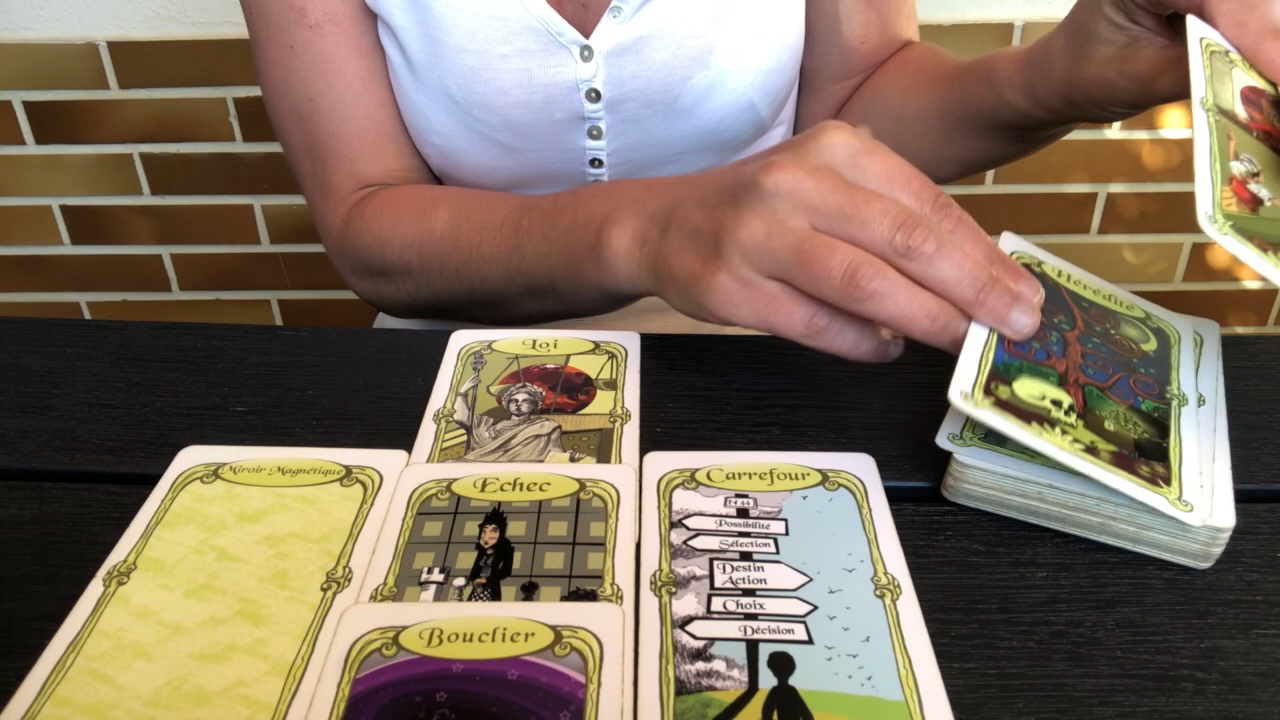 Hérédité
Loi
Miroir Magnétique
Echec
Carrefour
N 44
Possibilité
Sélection
Destin
Action
Choix
Décision
Bouclier